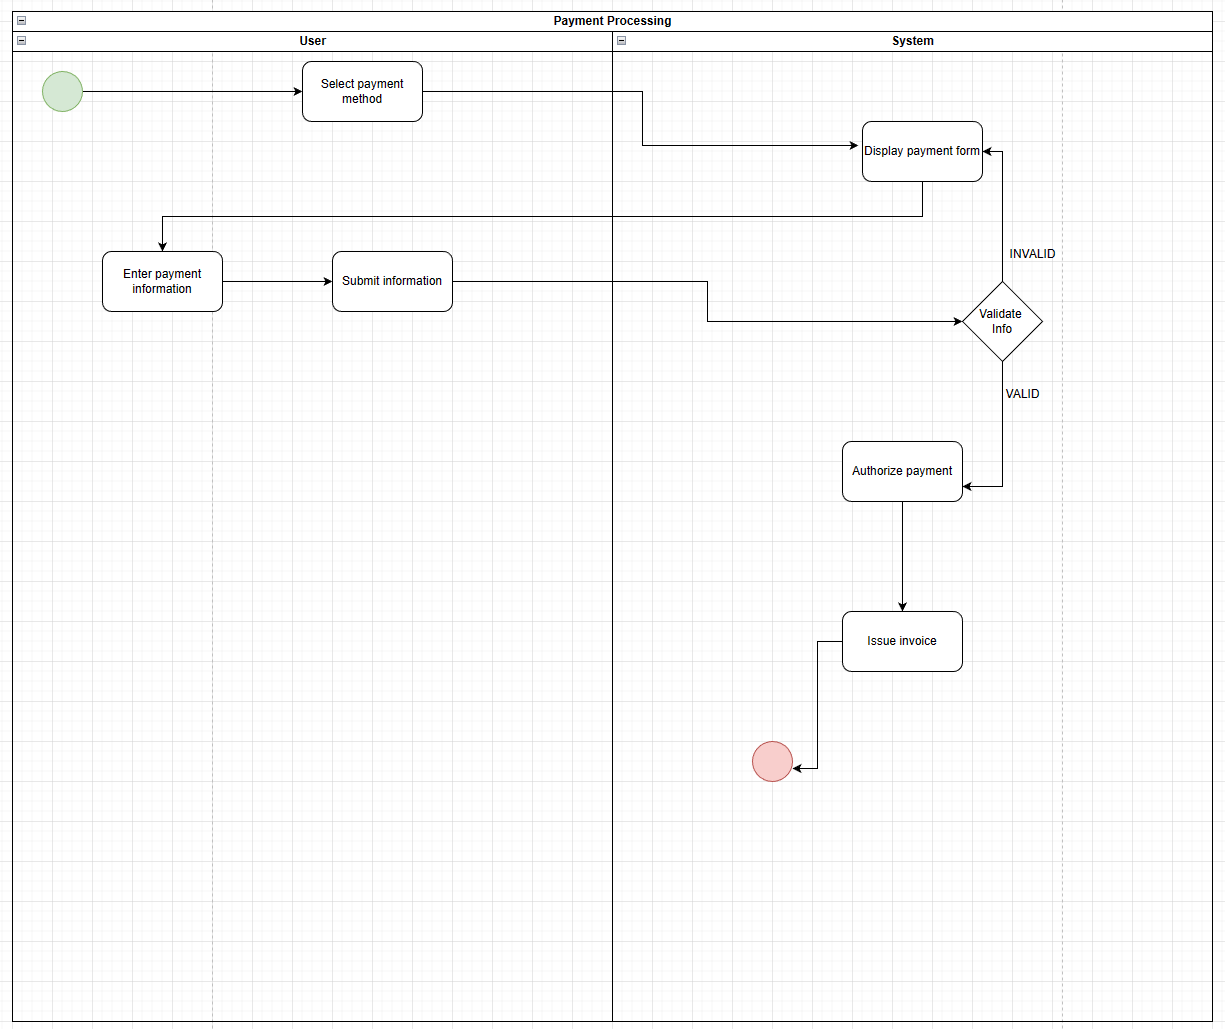 Payment Processing
User
System
Select payment
method
Display payment form
Enter payment
information
Submit information
INVALID
Validate
Info
VALID
Authorize payment
Issue invoice